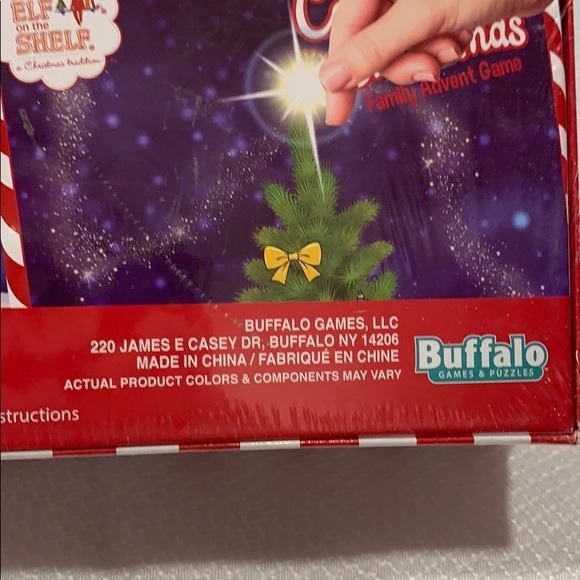 ELF
on the
SHELF.
a Christmas tradition™
Family Advent Game
BUFFALO GAMES, LLC
220 JAMES E CASEY DR, BUFFALO NY 14206
MADE IN CHINA / FABRIQUÉ EN CHINE
ACTUAL PRODUCT COLORS & COMPONENTS MAY VARY
Buffalo
GAMES & PUZZLES
structions